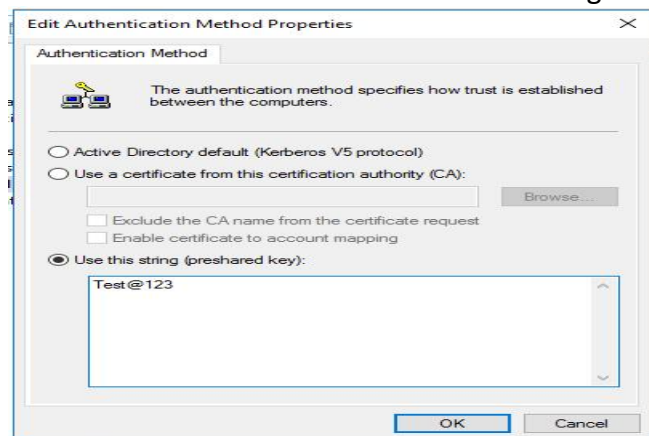 Edit Authentication Method Properties
Authentication Method
The authentication method specifies how trust is established
between the computers.
Active Directory default (Kerberos V5 protocol)
Use a certificate from this certification authority (CA):
Browse...
Exclude the CA name from the certificate request
Enable certificate to account mapping
Use this string (preshared key):
Test@123
OK
Cancel